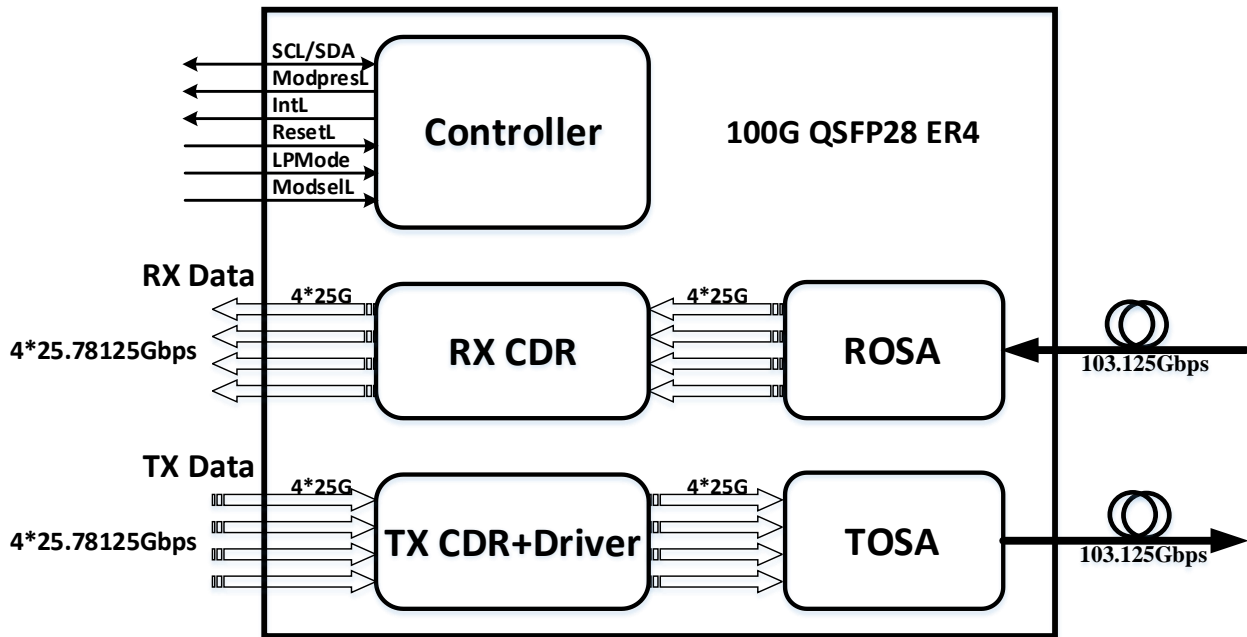 SCL/SDA
ModpresL
IntL
ResetL
LPMode
ModselL
Controller
100G QSFP28 ER4
RX Data
4*25G
4*25G
4*25.78125Gbps
RX CDR
ROSA
103.125Gbps
TX Data
4*25G
4*25G
4*25.78125Gbps
TX CDR+Driver
TOSA
103.125Gbps